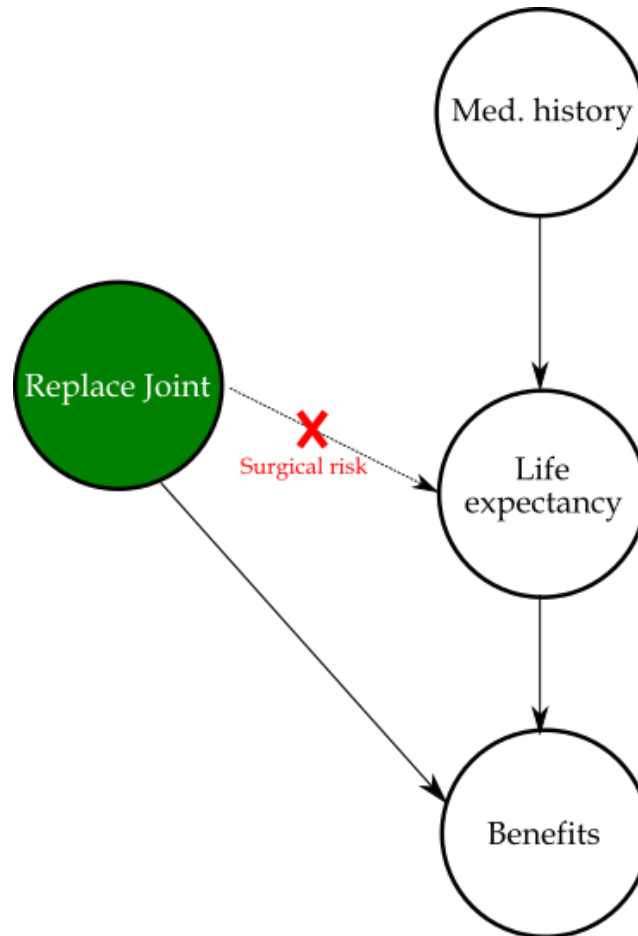 Med. history
Replace Joint
Surgical risk
Life
expectancy
Benefits